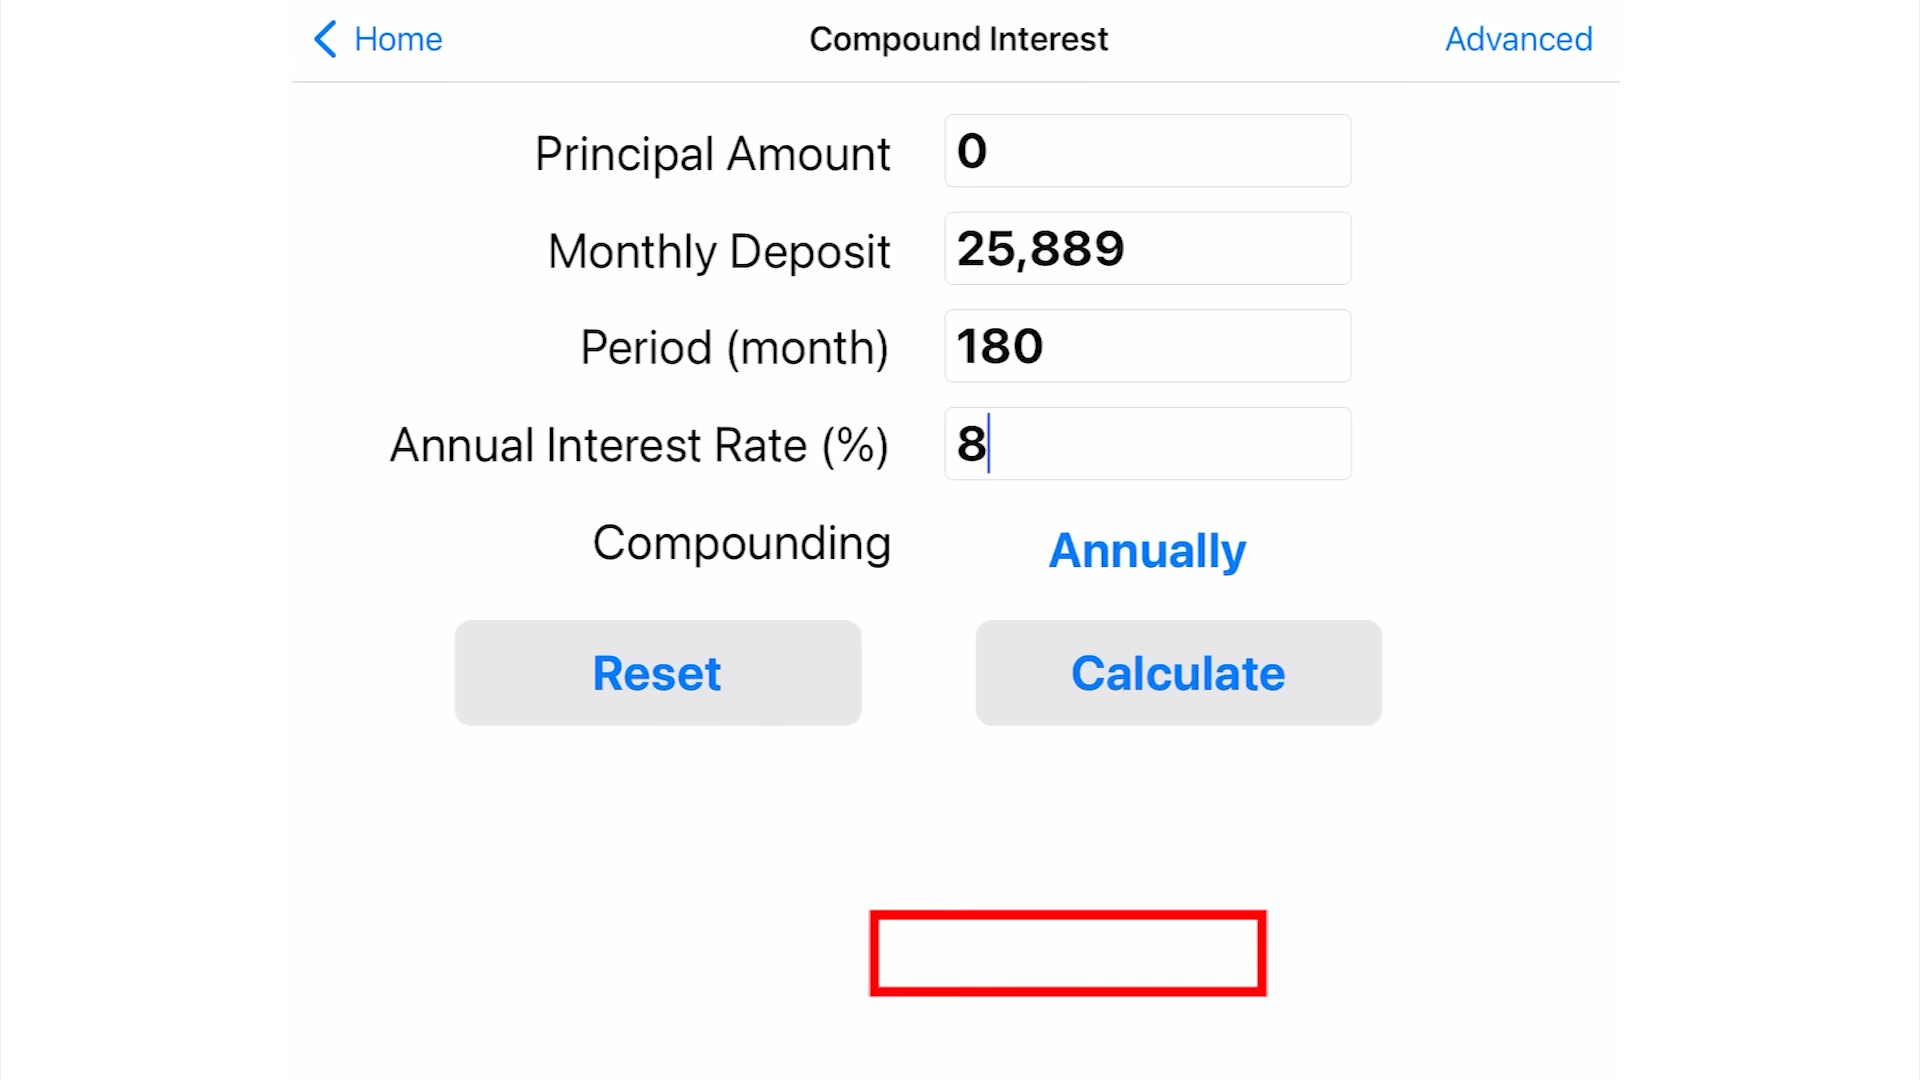 Home Compound Interest Advanced
Principal Amount 0
Monthly Deposit 25,889
Period (month) 180
Annual Interest Rate (%) 8
Compounding Annually
Reset Calculate